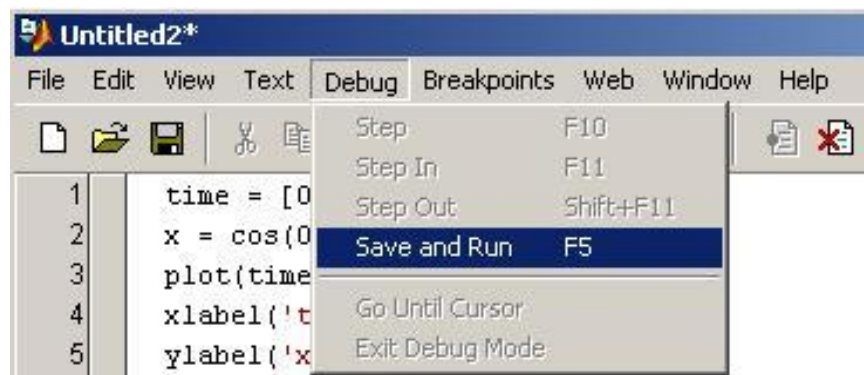 Untitled2*
File Edit View Text Debug Breakpoints Web Window Help
Step F10
Step In F11
Step Out Shift+F11
Save and Run F5
Go Until Cursor
Exit Debug Mode
1 time = [0
2 x = cos(0
3 plot(time
4 xlabel('t
5 ylabel('x